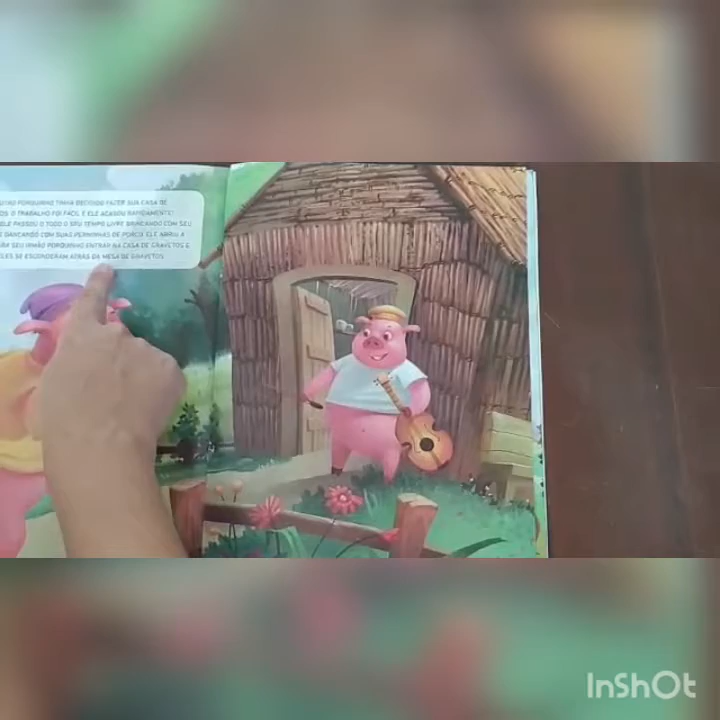 PORQUINHO TINHA DECIDIDO FAZER SUA CASA DE
O TRABALHO FOI FÁCIL E ELE ACABOU RAPIDAMENTE!
ELE PASSOU O TODO O SEU TEMPO LIVRE BRINCANDO COM SEU
E DANÇANDO COM SUAS PERNINHAS DE PORCO. ELE ABRIU A
SEU IRMÃO PORQUINHO ENTRAR NA CASA DE GRAVETOS E
ELES SE ESCONDERAM ATRÁS DA MESA DE GRAVETOS.
InShOt